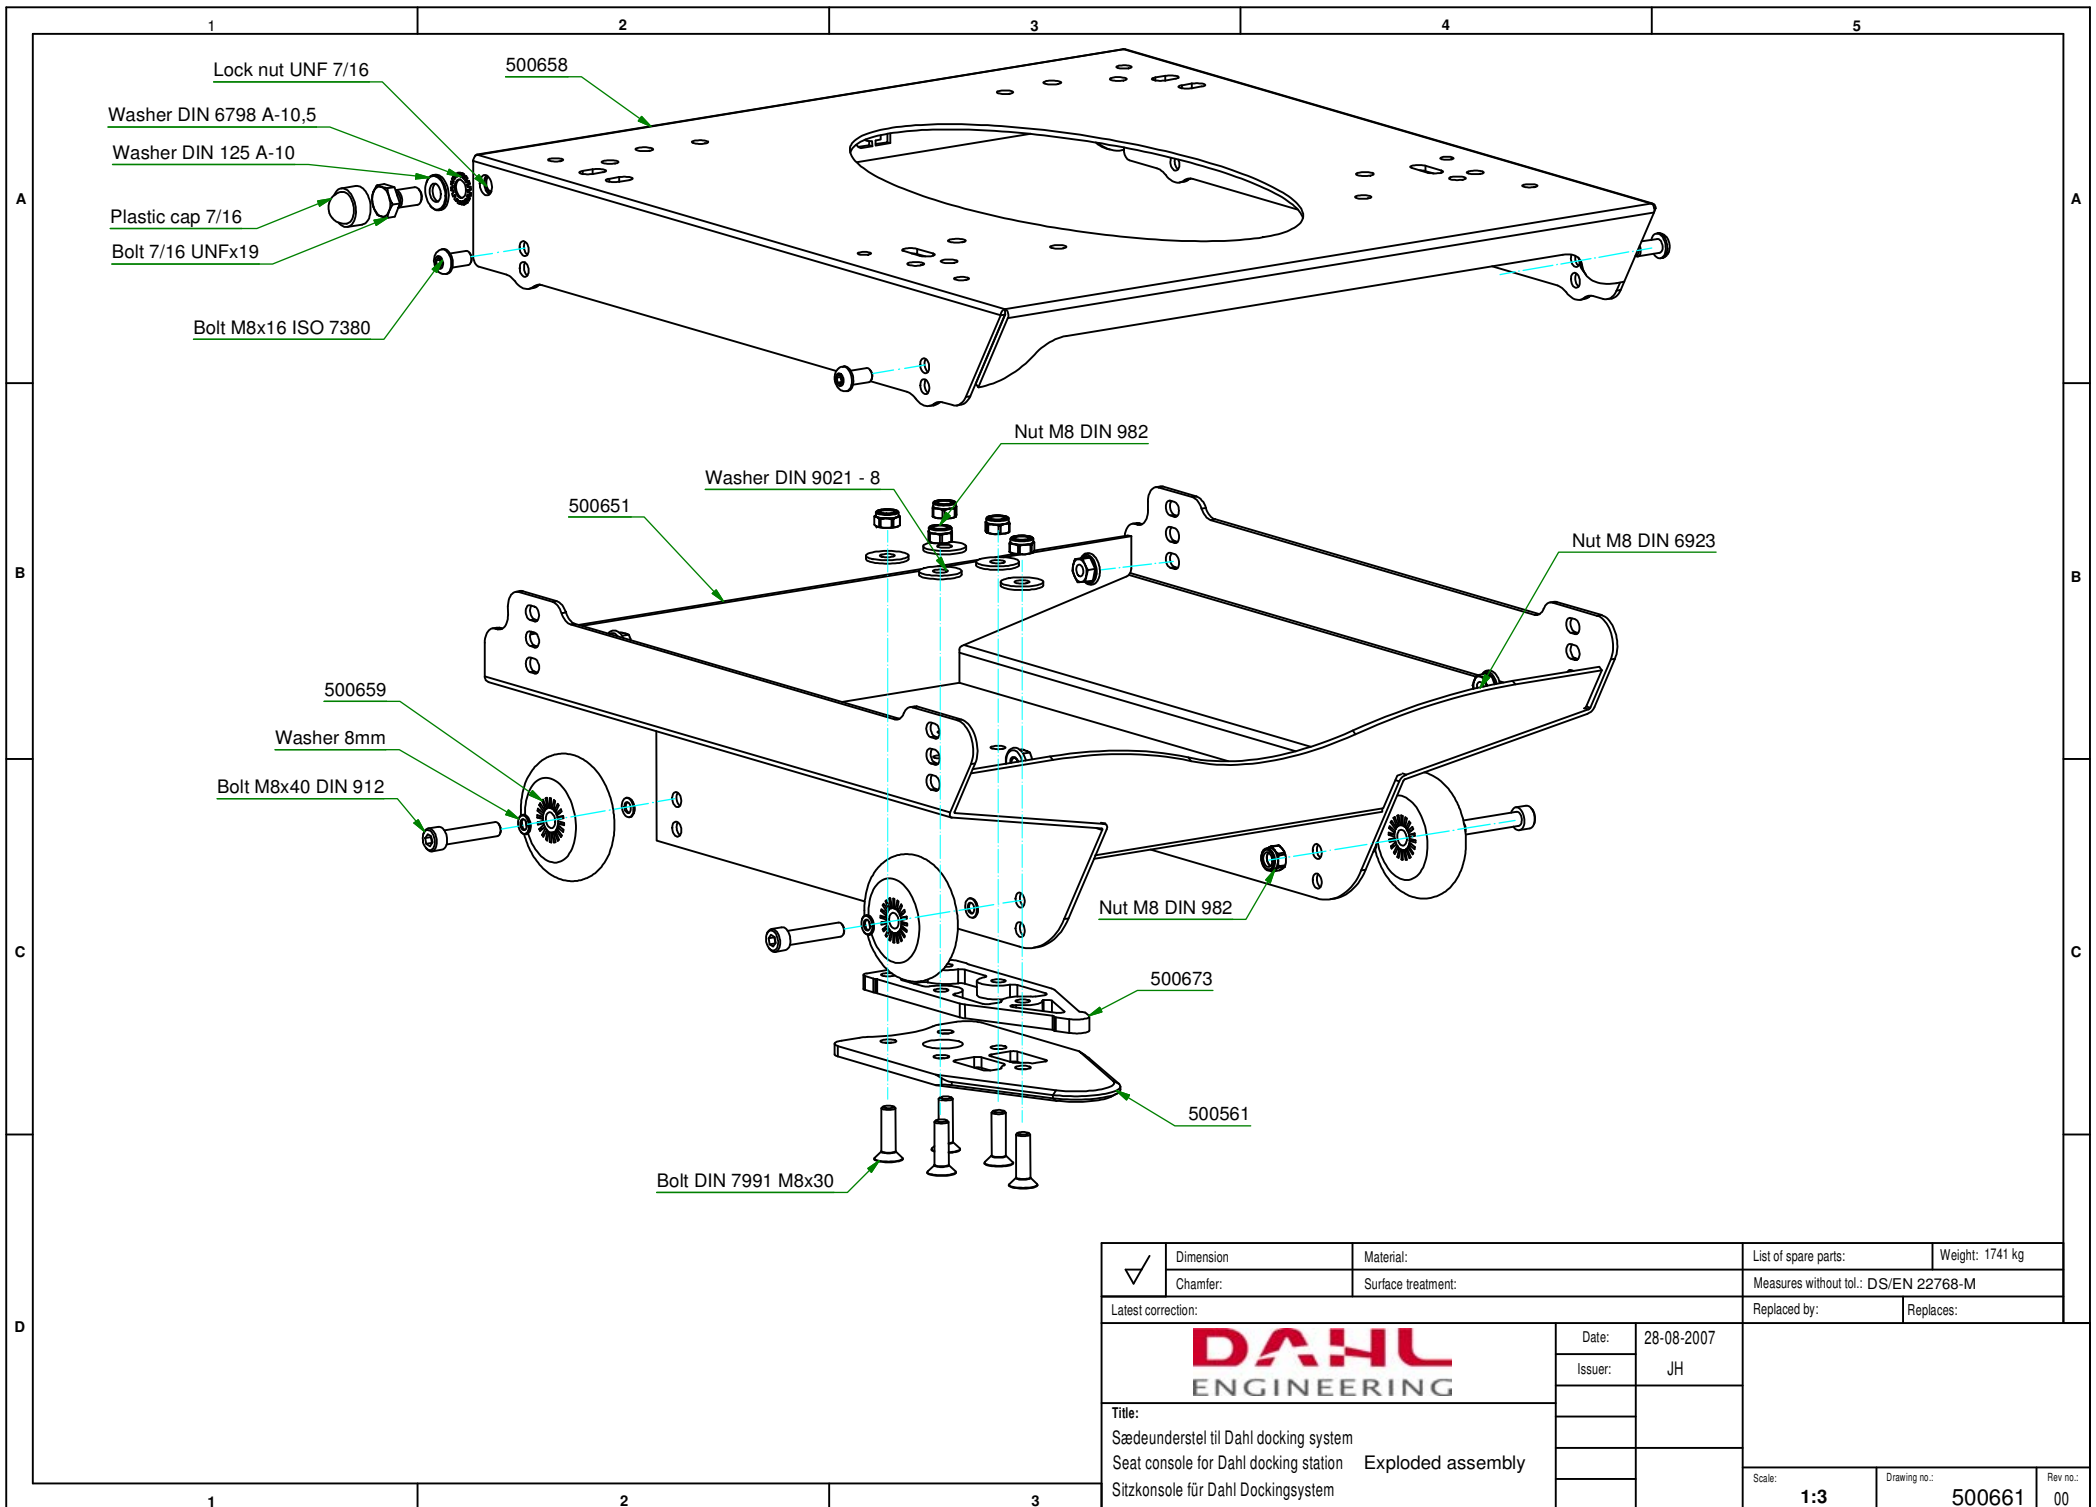 1 2 3 4 5
Lock nut UNF 7/16
500658
Washer DIN 6798 A-10,5
Washer DIN 125 A-10
A
A
Plastic cap 7/16
Bolt 7/16 UNFx19
Bolt M8x16 ISO 7380
Nut M8 DIN 982
Washer DIN 9021 - 8
500651
Nut M8 DIN 6923
B
B
500659
Washer 8mm
Bolt M8x40 DIN 912
Nut M8 DIN 982
C
C
500673
500561
Bolt DIN 7991 M8x30
Dimension
Material:
List of spare parts:
Weight: 1741 kg
Chamfer:
Surface treatment:
Measures without tol.: DS/EN 22768-M
Latest correction:
Replaced by:
Replaces:
D
DAHL
ENGINEERING
Date: 28-08-2007
Issuer: JH
Title:
Sædeunderstel til Dahl docking system
Seat console for Dahl docking station Exploded assembly
Sitzkonsole für Dahl Dockingsystem
Scale:
1:3
Drawing no.:
500661
Rev no.:
00
1 2 3